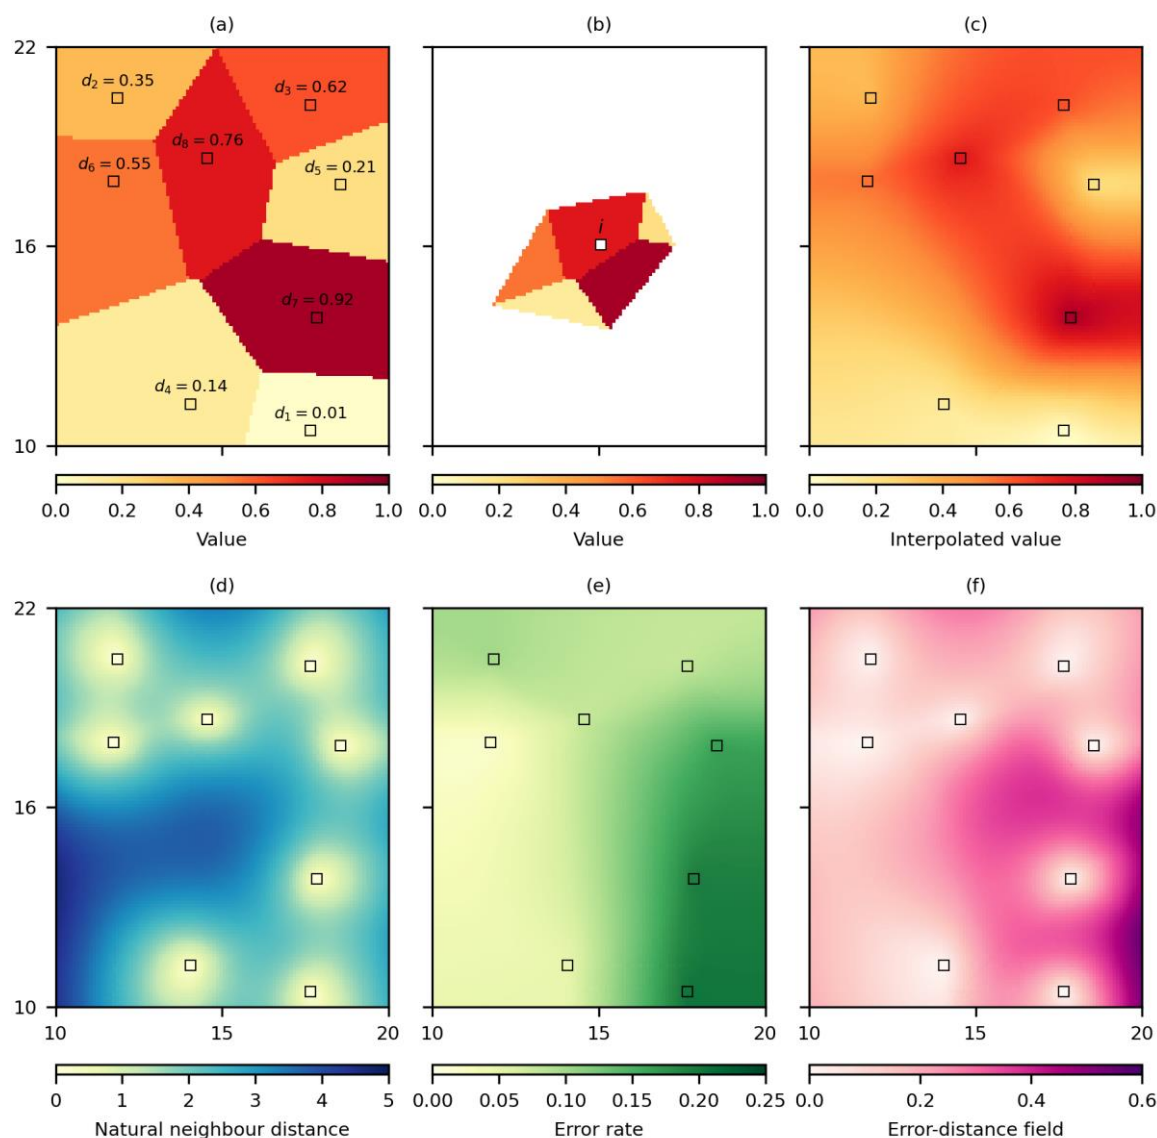 (a) (b) (c)
22
d₂ = 0.35 d₃ = 0.62
d₈ = 0.76
d₆ = 0.55 d₅ = 0.21
16 i
d₇ = 0.92
d₄ = 0.14
d₁ = 0.01
10
0.0 0.2 0.4 0.6 0.8 1.0 0.0 0.2 0.4 0.6 0.8 1.0 0.0 0.2 0.4 0.6 0.8 1.0
Value Value Interpolated value
(d) (e) (f)
22
16
10
10 15 20 15 20 10 15 20
0 1 2 3 4 5 0.00 0.05 0.10 0.15 0.20 0.25 0.0 0.2 0.4 0.6
Natural neighbour distance Error rate Error-distance field